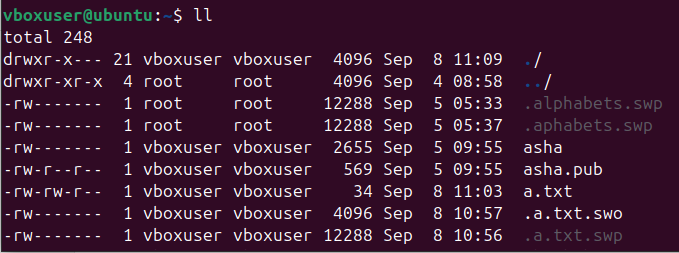 vboxuser@ubuntu:~$ ll
total 248
drwxr-x--- 21 vboxuser vboxuser  4096 Sep  8 11:09 ./
drwxr-xr-x  4 root     root      4096 Sep  4 08:58 ../
-rw-------  1 root     root     12288 Sep  5 05:33 .alphabets.swp
-rw-------  1 root     root     12288 Sep  5 05:37 .aphabets.swp
-rw-------  1 vboxuser vboxuser  2655 Sep  5 09:55 asha
-rw-r--r--  1 vboxuser vboxuser   569 Sep  5 09:55 asha.pub
-rw-rw-r--  1 vboxuser vboxuser    34 Sep  8 11:03 a.txt
-rw-------  1 vboxuser vboxuser  4096 Sep  8 10:57 .a.txt.swo
-rw-------  1 vboxuser vboxuser 12288 Sep  8 10:56 .a.txt.swp